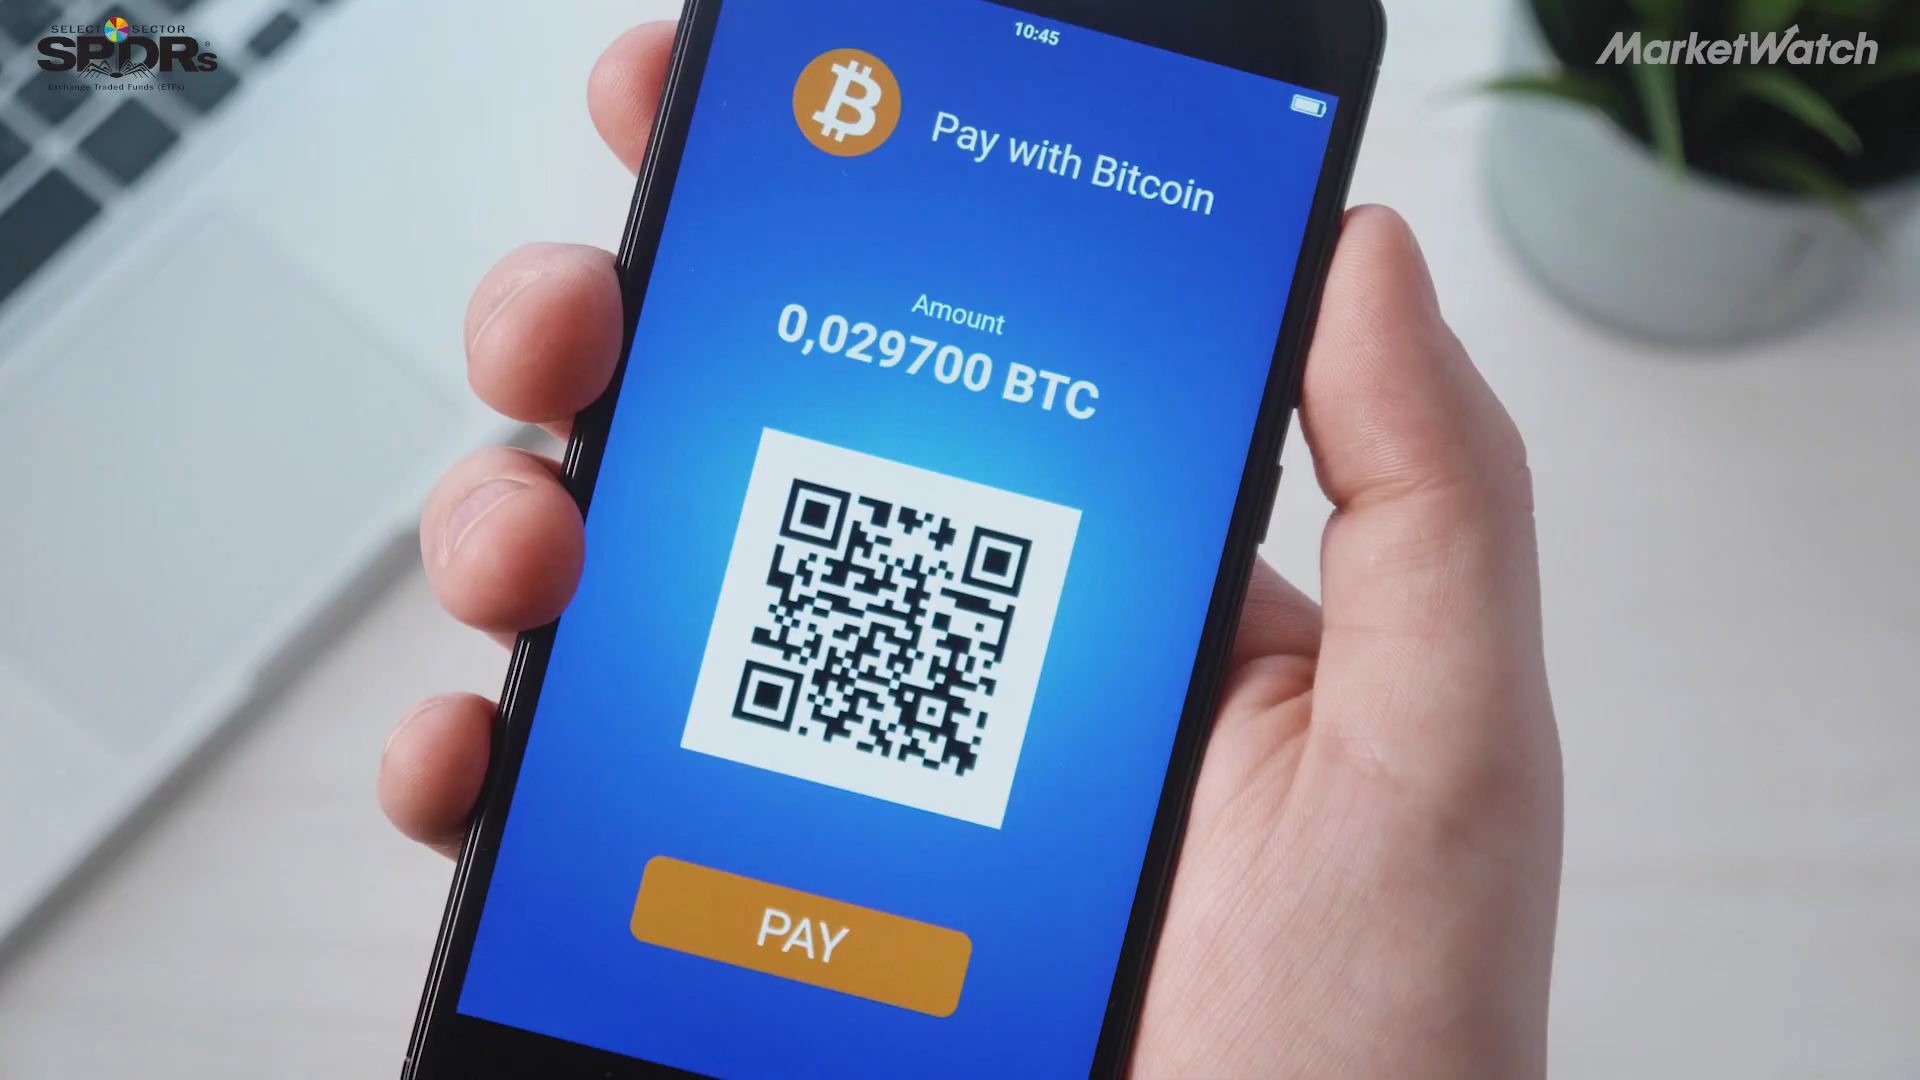 SELECT SECTOR
SPDRs
Exchange Traded Funds (ETFs)
MarketWatch
10:45
Pay with Bitcoin
Amount
0,029700 BTC
PAY